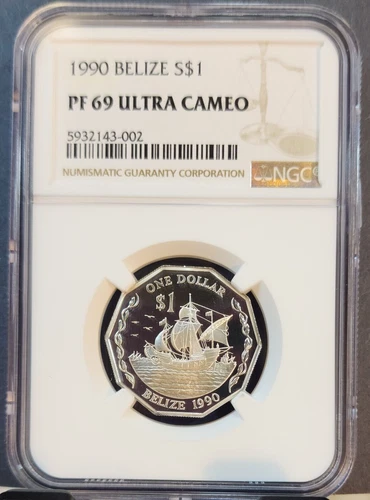 1990 BELIZE S$1
PF 69 ULTRA CAMEO
5932143-002
NUMISMATIC GUARANTY CORPORATION
NGC
ONE DOLLAR
$1
BELIZE 1990